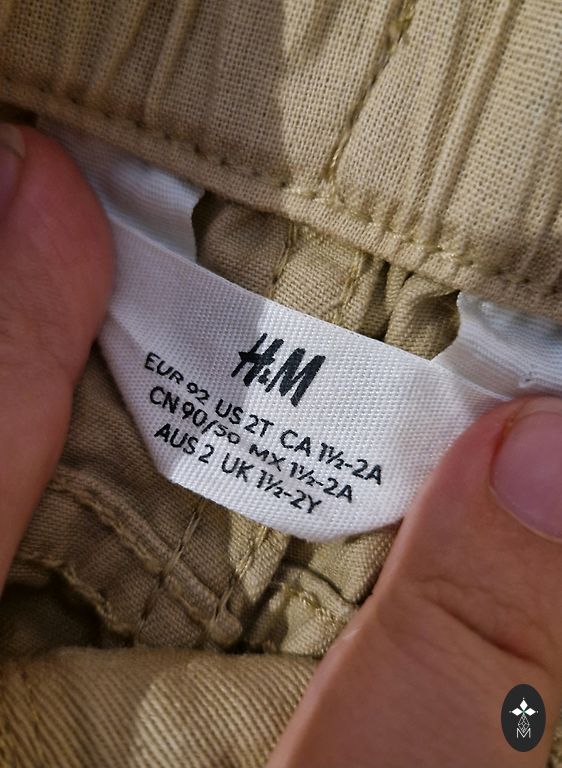 H&M
EUR 92 US 2T CA 1½-2A
CN 90/50 MX 1½-2A
AUS 2 UK 1½-2Y
M